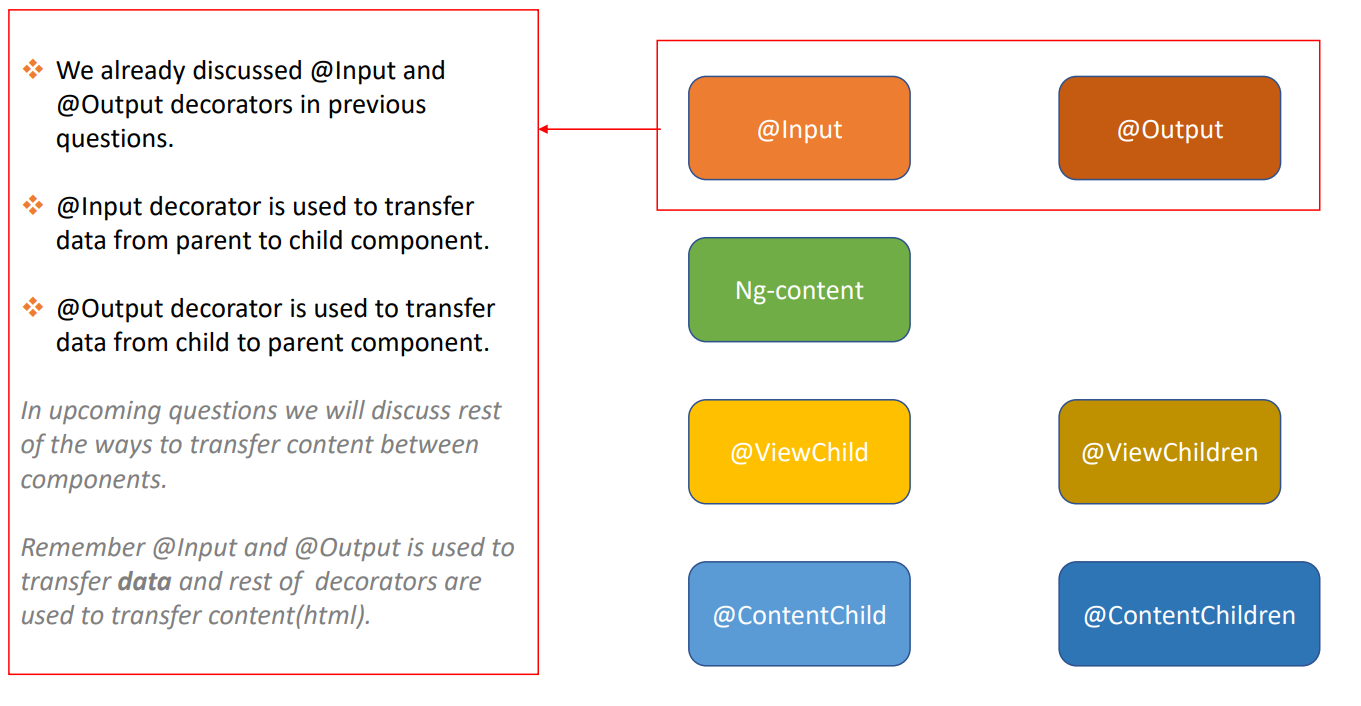 We already discussed @Input and
@Output decorators in previous
questions.
@Input decorator is used to transfer
data from parent to child component.
@Output decorator is used to transfer
data from child to parent component.
In upcoming questions we will discuss rest
of the ways to transfer content between
components.
Remember @Input and @Output is used to
transfer data and rest of  decorators are
used to transfer content(html).
@Input
@Output
Ng-content
@ViewChild
@ViewChildren
@ContentChild
@ContentChildren